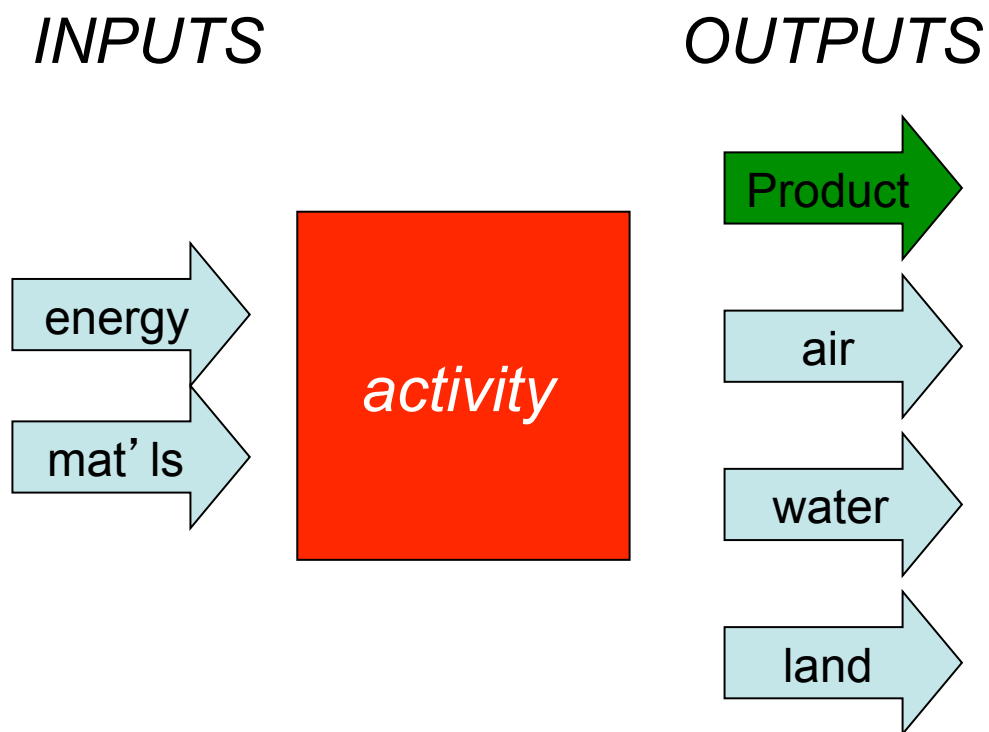 INPUTS
OUTPUTS
energy
mat’ls
activity
Product
air
water
land